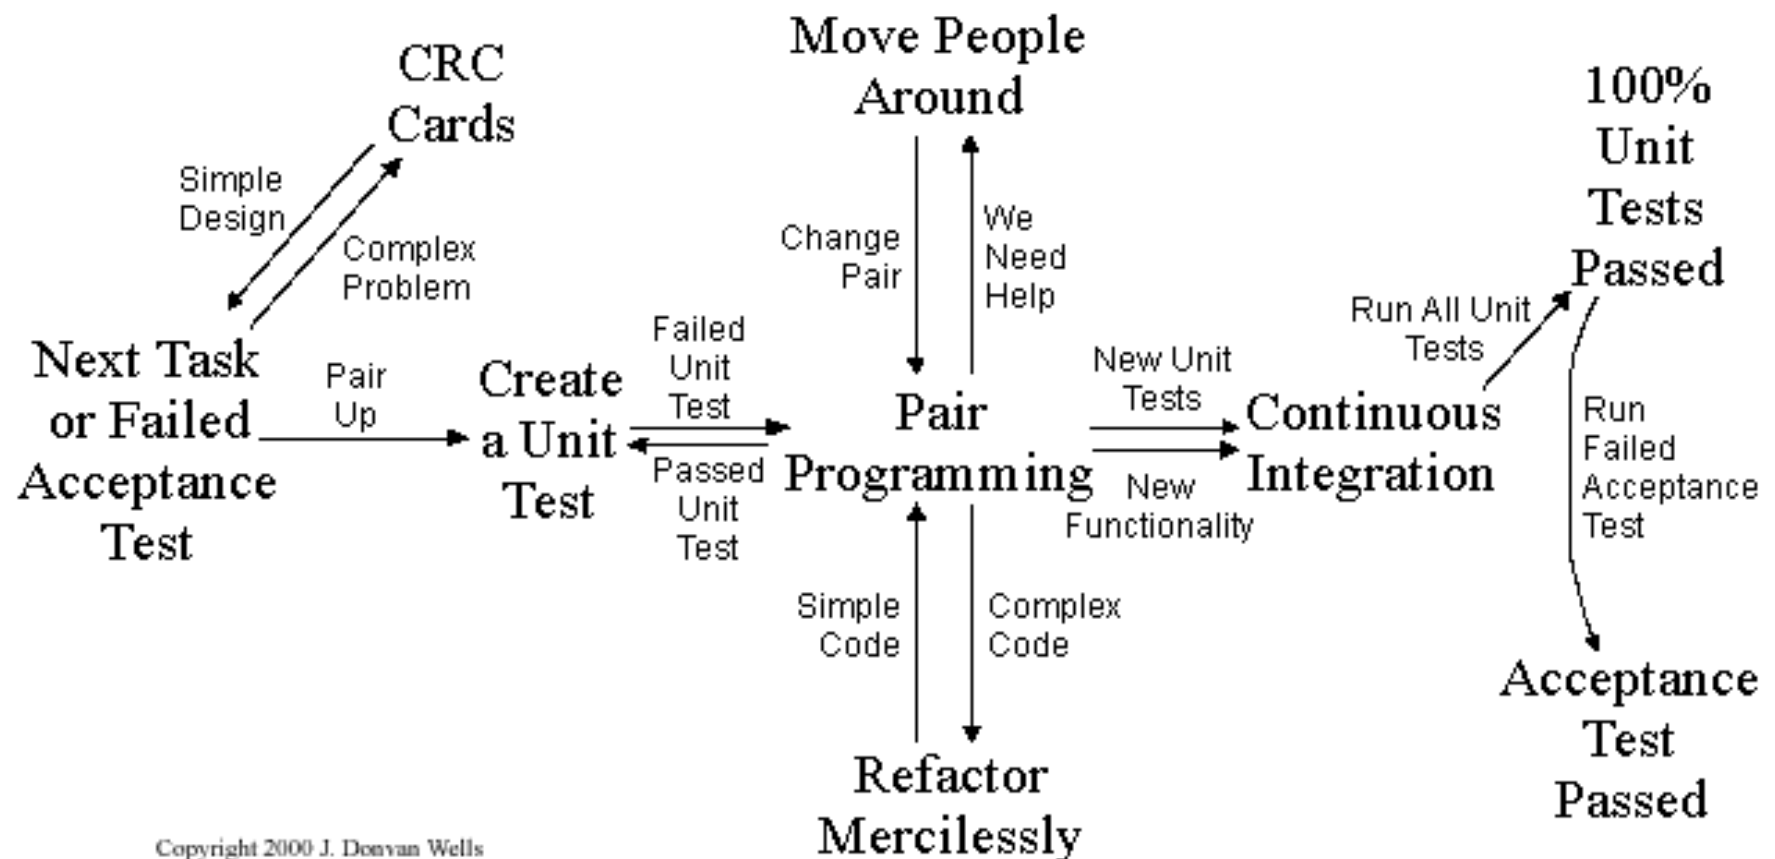 CRC
Cards
Simple
Design
Complex
Problem
Next Task
or Failed
Acceptance
Test
Pair
Up
Create
a Unit
Test
Failed
Unit
Test
Passed
Unit
Test
Move People
Around
Change
Pair
We
Need
Help
Pair
Programming
Simple
Code
Complex
Code
Refactor
Mercilessly
New Unit
Tests
New
Functionality
Continuous
Integration
Run All Unit
Tests
100%
Unit
Tests
Passed
Run
Failed
Acceptance
Test
Acceptance
Test
Passed
Copyright 2000 J. Donvan Wells